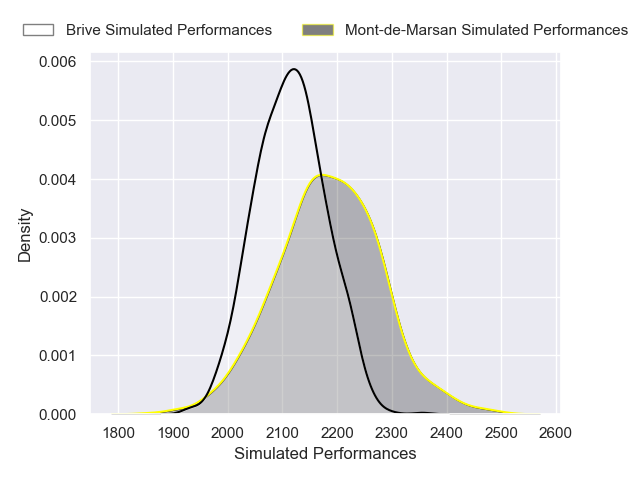 Brive Simulated Performances
Mont-de-Marsan Simulated Performances
0.006
0.005
0.004
0.003
0.002
0.001
0.000
Density
1800 1900 2000 2100 2200 2300 2400 2500 2600
Simulated Performances